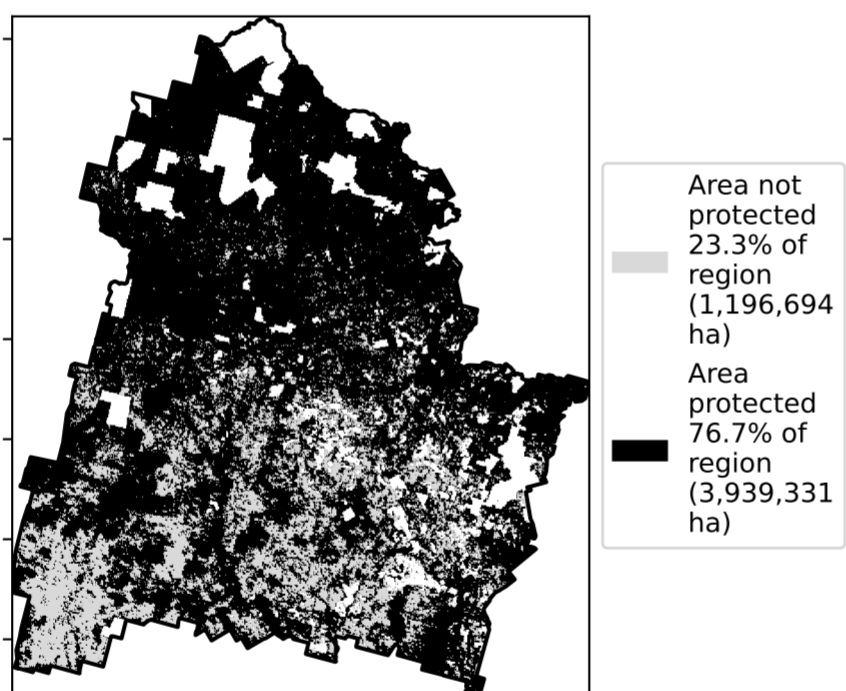 Area not
protected
23.3% of
region
(1,196,694
ha)
Area
protected
76.7% of
region
(3,939,331
ha)